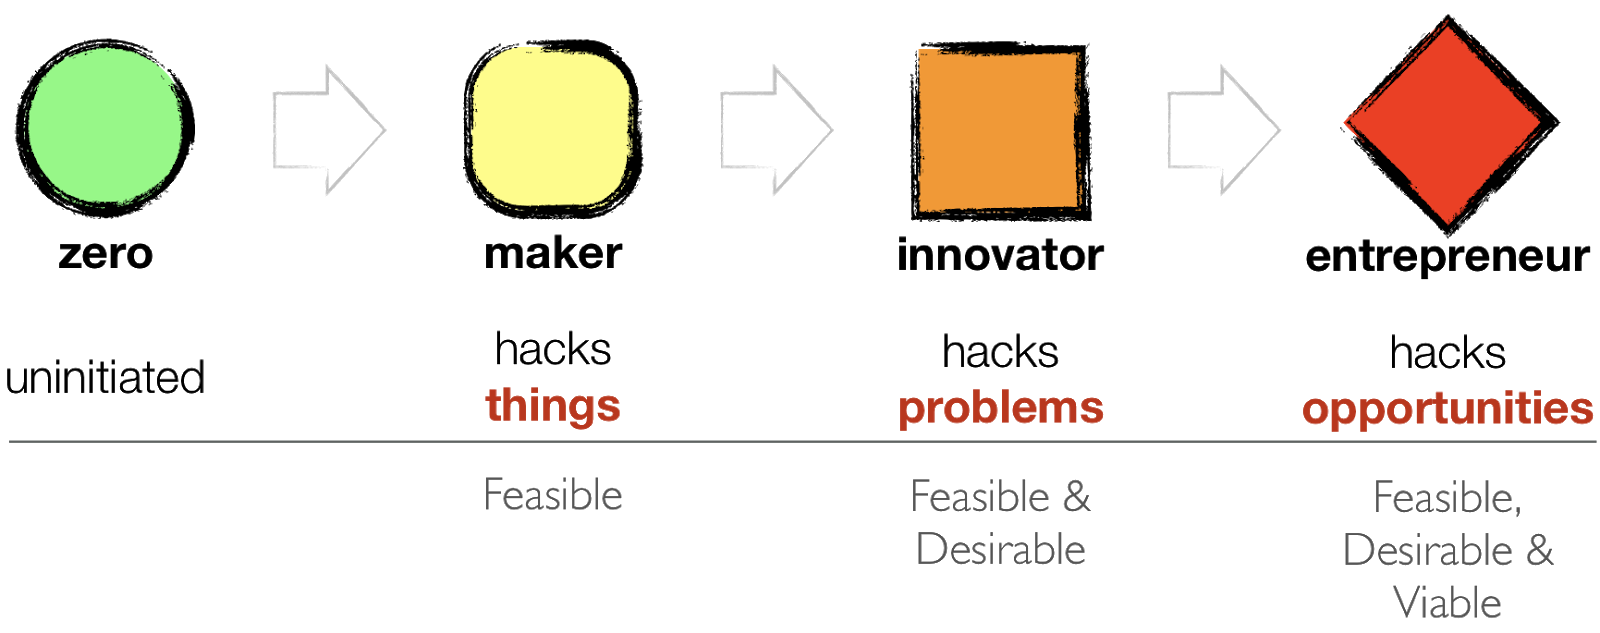 zero
maker
innovator
entrepreneur
uninitiated
hacks
things
hacks
problems
hacks
opportunities
Feasible
Feasible &
Desirable
Feasible,
Desirable &
Viable